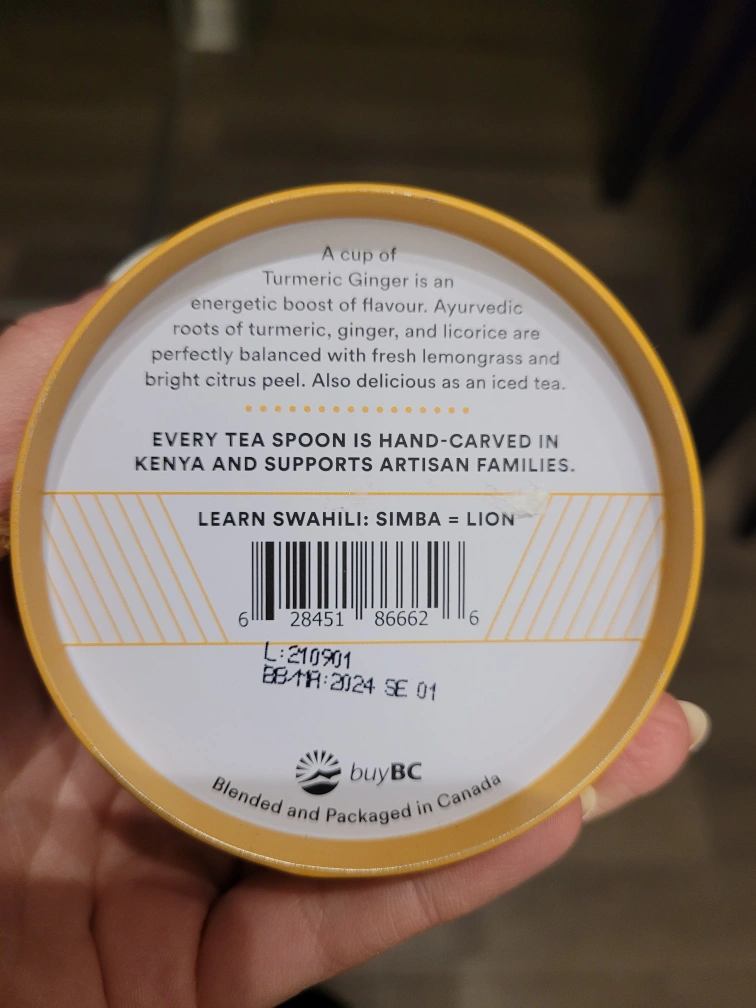 A cup of
Turmeric Ginger is an
energetic boost of flavour. Ayurvedic
roots of turmeric, ginger, and licorice are
perfectly balanced with fresh lemongrass and
bright citrus peel. Also delicious as an iced tea.
EVERY TEA SPOON IS HAND-CARVED IN
KENYA AND SUPPORTS ARTISAN FAMILIES.
LEARN SWAHILI: SIMBA = LION
6 28451 86662 6
L:210901
BB/MA:2024 SE 01
buyBC
Blended and Packaged in Canada